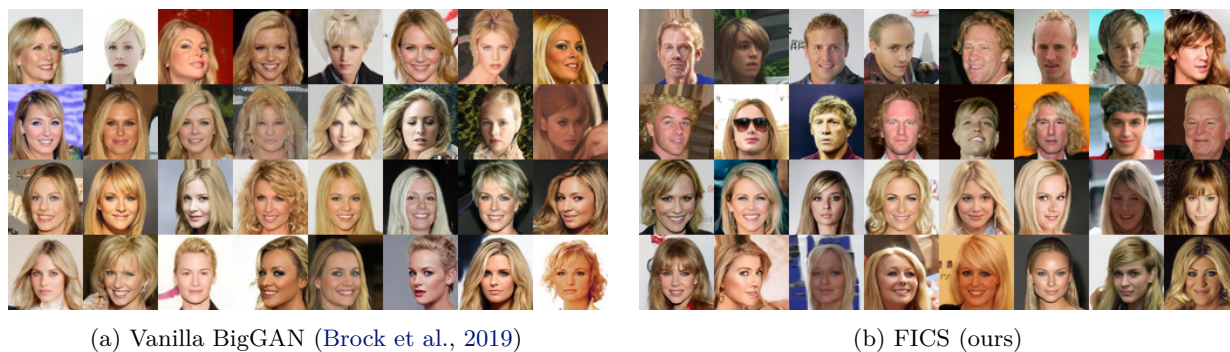 (a) Vanilla BigGAN (Brock et al., 2019)
(b) FICS (ours)